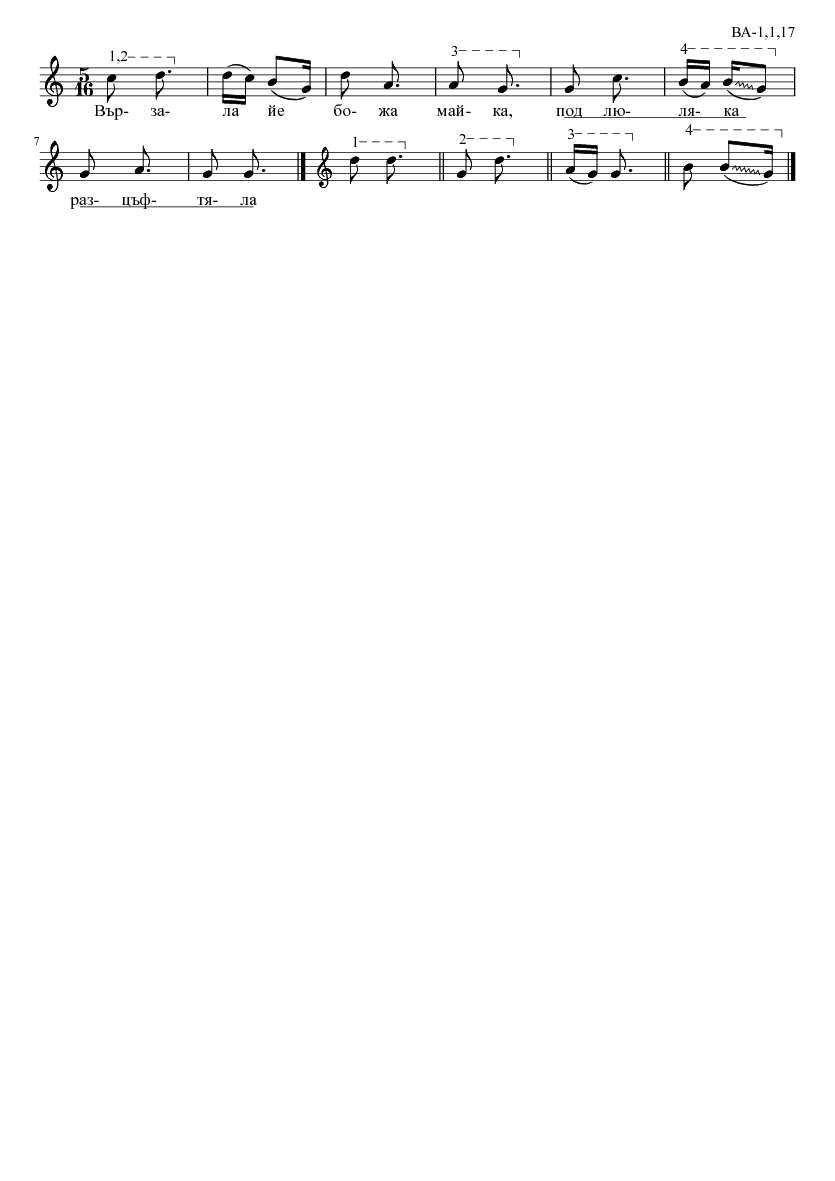 BA-1,1,17
1,2 3 4
5
16
Вър- за- ла йе бо- жа май- ка, под лю- ля- ка
7 1 2 3 4
раз- цъф- тя- ла